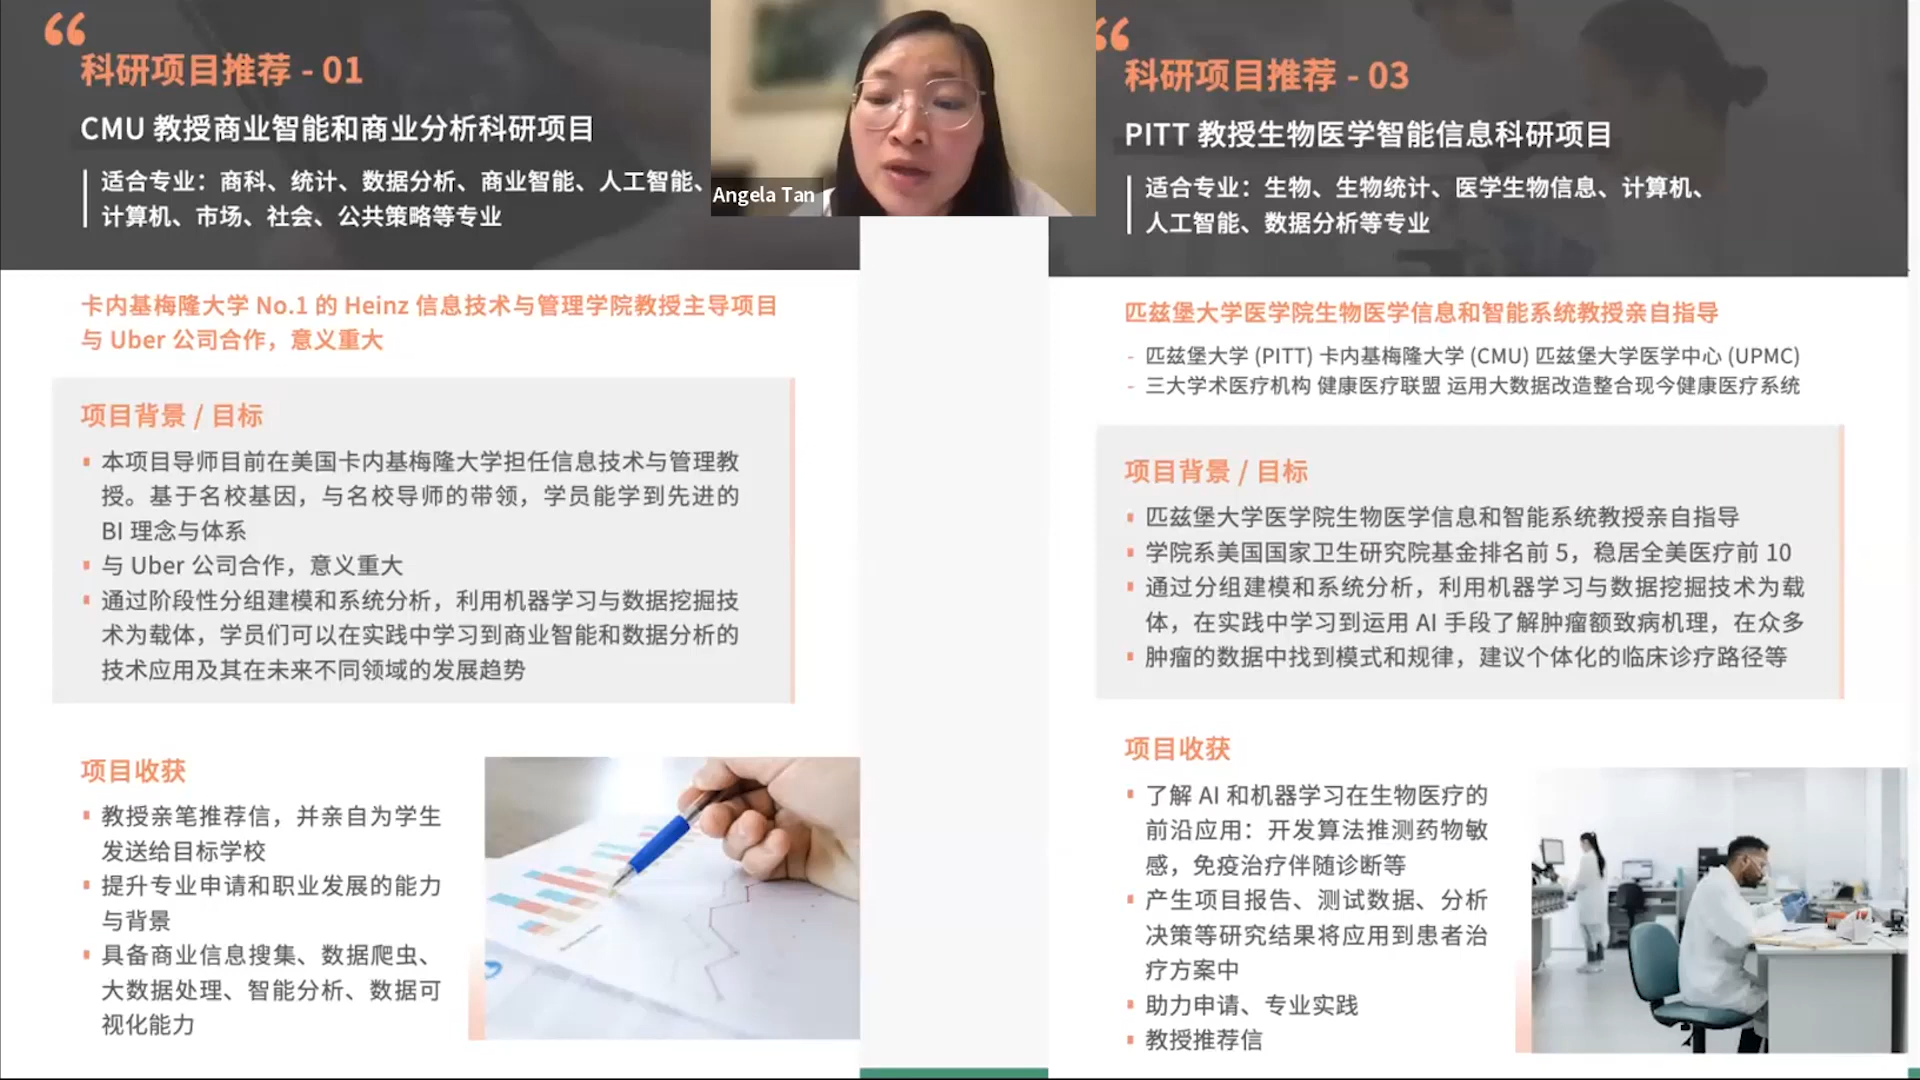 科研项目推荐 - 01
CMU 教授商业智能和商业分析科研项目
适合专业：商科、统计、数据分析、商业智能、人工智能、
计算机、市场、社会、公共策略等专业
卡内基梅隆大学 No.1 的 Heinz 信息技术与管理学院教授主导项目
与 Uber 公司合作，意义重大
项目背景 / 目标
本项目导师目前在美国卡内基梅隆大学担任信息技术与管理教
授。基于名校基因，与名校导师的带领，学员能学到先进的
BI 理念与体系
与 Uber 公司合作，意义重大
通过阶段性分组建模和系统分析，利用机器学习与数据挖掘技
术为载体，学员们可以在实践中学习到商业智能和数据分析的
技术应用及其在未来不同领域的发展趋势
项目收获
教授亲笔推荐信，并亲自为学生
发送给目标学校
提升专业申请和职业发展的能力
与背景
具备商业信息搜集、数据爬虫、
大数据处理、智能分析、数据可
视化能力
Angela Tan
科研项目推荐 - 03
PITT 教授生物医学智能信息科研项目
适合专业：生物、生物统计、医学生物信息、计算机、
人工智能、数据分析等专业
匹兹堡大学医学院生物医学信息和智能系统教授亲自指导
- 匹兹堡大学 (PITT) 卡内基梅隆大学 (CMU) 匹兹堡大学医学中心 (UPMC)
- 三大学术医疗机构 健康医疗联盟 运用大数据改造整合现今健康医疗系统
项目背景 / 目标
匹兹堡大学医学院生物医学信息和智能系统教授亲自指导
学院系美国国家卫生研究院基金排名前 5，稳居全美医疗前 10
通过分组建模和系统分析，利用机器学习与数据挖掘技术为载
体，在实践中学习到运用 AI 手段了解肿瘤额致病机理，在众多
肿瘤的数据中找到模式和规律，建议个体化的临床诊疗路径等
项目收获
了解 AI 和机器学习在生物医疗的
前沿应用：开发算法推测药物敏
感，免疫治疗伴随诊断等
产生项目报告、测试数据、分析
决策等研究结果将应用到患者治
疗方案中
助力申请、专业实践
教授推荐信